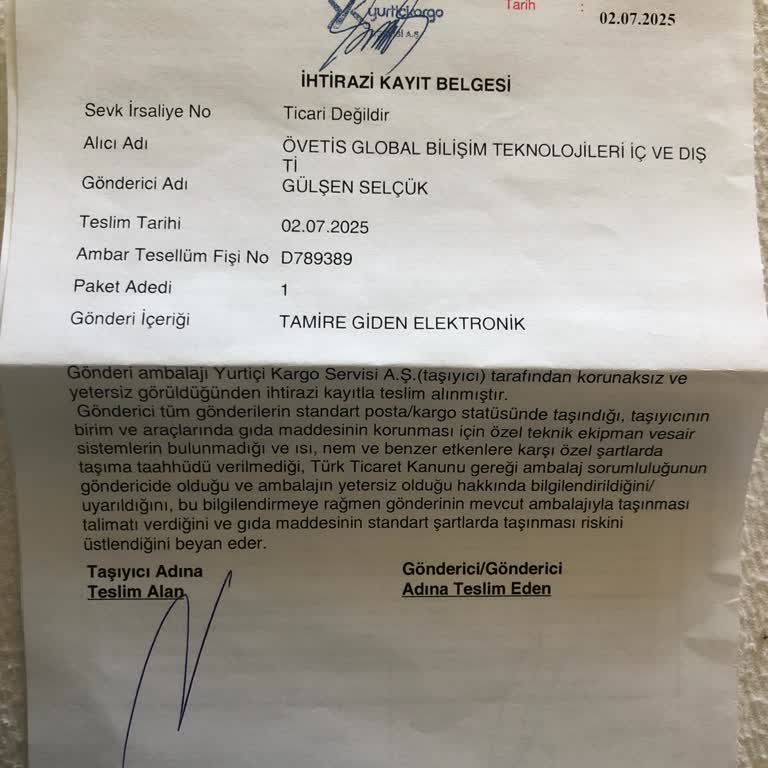 yurtiçikargo
Tarih : 02.07.2025
İHTİRAZİ KAYIT BELGESİ
Sevk İrsaliye No Ticari Değildir
Alıcı Adı ÖVETİS GLOBAL BİLİŞİM TEKNOLOJİLERİ İÇ VE DIŞ
Tİ
Gönderici Adı GÜLŞEN SELÇÜK
Teslim Tarihi 02.07.2025
Ambar Tesellüm Fişi No D789389
Paket Adedi 1
Gönderi İçeriği TAMİRE GİDEN ELEKTRONİK
Gönderi ambalajı Yurtiçi Kargo Servisi A.Ş.(taşıyıcı) tarafından korunaksız ve
yetersiz görüldüğünden ihtirazi kayıtla teslim alınmıştır.
Gönderici tüm gönderilerin standart posta/kargo statüsünde taşındığı, taşıyıcının
birim ve araçlarında gıda maddesinin korunması için özel teknik ekipman vesair
sistemlerin bulunmadığı ve ısı, nem ve benzer etkenlere karşı özel şartlarda
taşıma taahhüdü verilmediği, Türk Ticaret Kanunu gereği ambalaj sorumluluğunun
göndericide olduğu ve ambalajın yetersiz olduğu hakkında bilgilendirildiğini/
uyarıldığını, bu bilgilendirmeye rağmen gönderinin mevcut ambalajıyla taşınması
talimatı verdiğini ve gıda maddesinin standart şartlarda taşınması riskini
üstlendiğini beyan eder.
Taşıyıcı Adına Gönderici/Gönderici
Teslim Alan Adına Teslim Eden